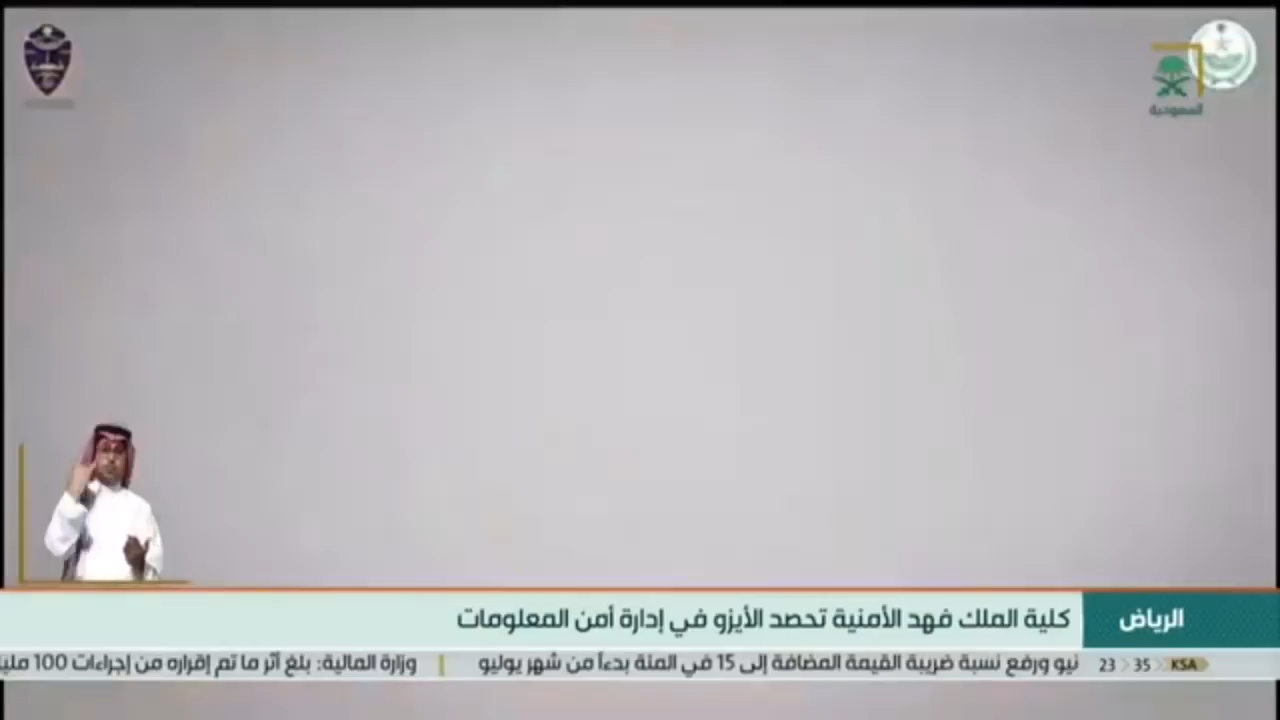 السعودية
الرياض
كلية الملك فهد الأمنية تحصد الأيزو في إدارة أمن المعلومات
KSA 35 23
نيو ورفع نسبة ضريبة القيمة المضافة إلى 15 في المئة بدءاً من شهر يوليو | وزارة المالية: بلغ أثر ما تم إقراره من إجراءات 100